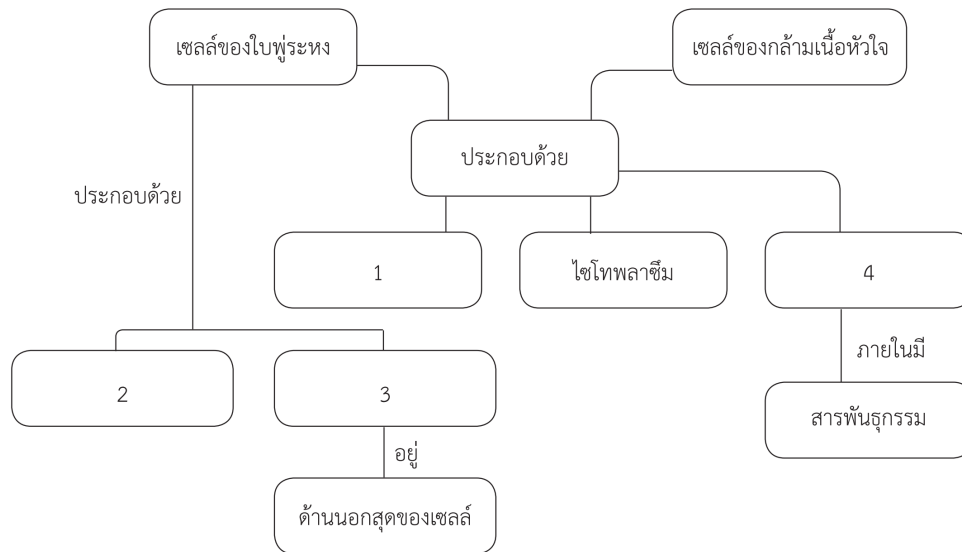 เซลล์ของใบพู่ระหง
เซลล์ของกล้ามเนื้อหัวใจ
ประกอบด้วย
ประกอบด้วย
1
ไซโทพลาซึม
4
ภายในมี
2
3
สารพันธุกรรม
อยู่
ด้านนอกสุดของเซลล์